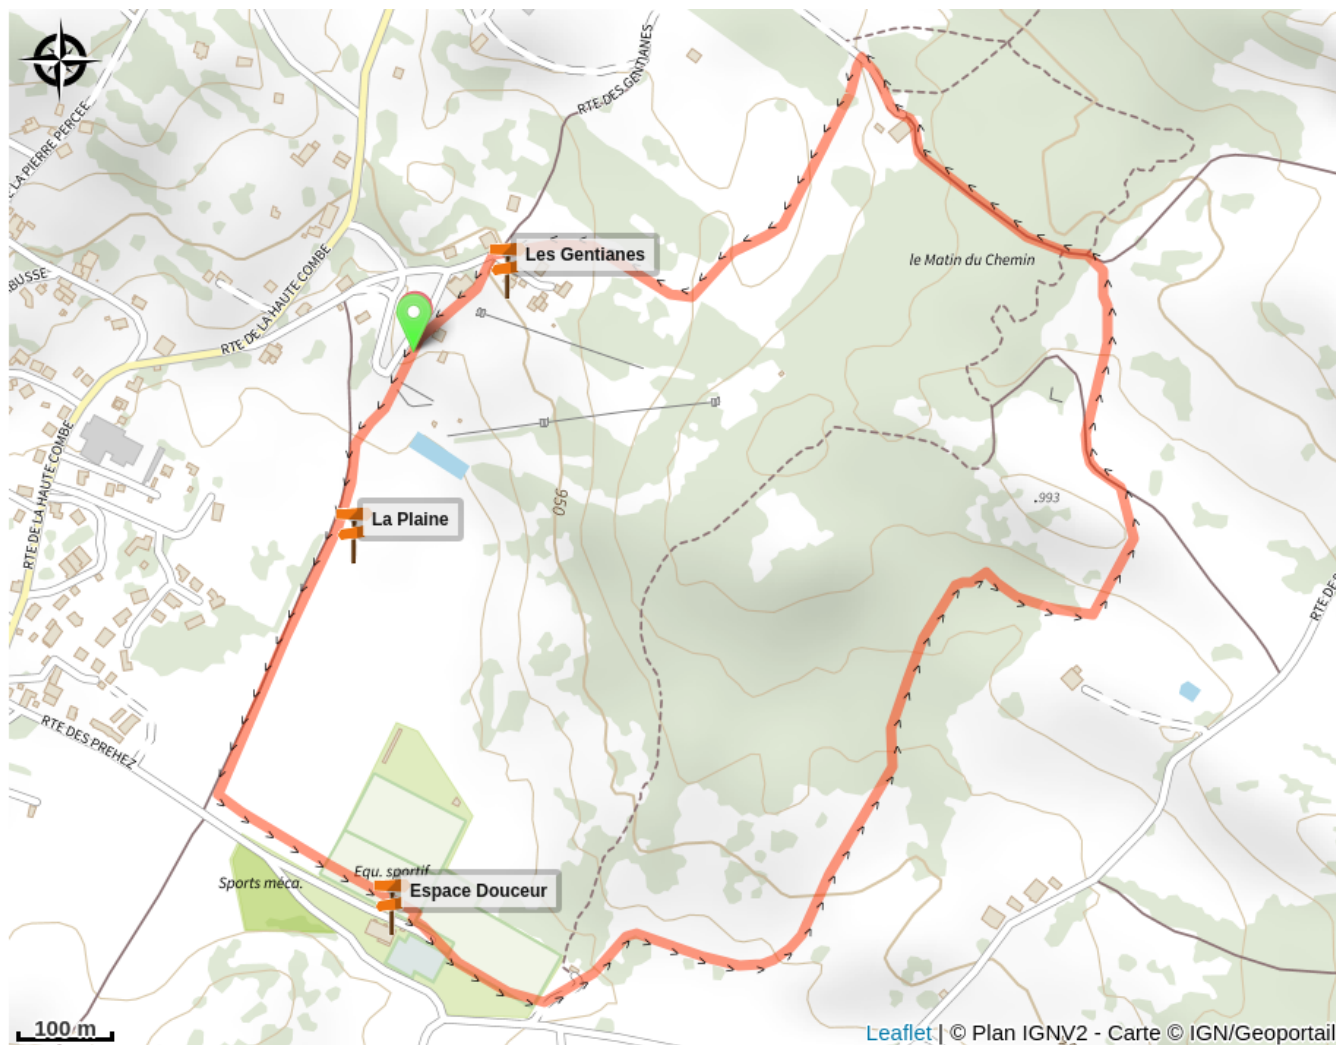 RTE DES GENTIANES
LA PIERRE PERCEE
Les Gentianes
le Matin du Chemin
RTE DE LA HAUTE COMBE
BUSSE
RTE DE LA HAUTE COMBE
950
.993
La Plaine
RTE DE
RTE DES PREHEZ
Equ. sportif
Sports méca.
Espace Douceur
100 m
Leaflet | © Plan IGNV2 - Carte © IGN/Geoportail